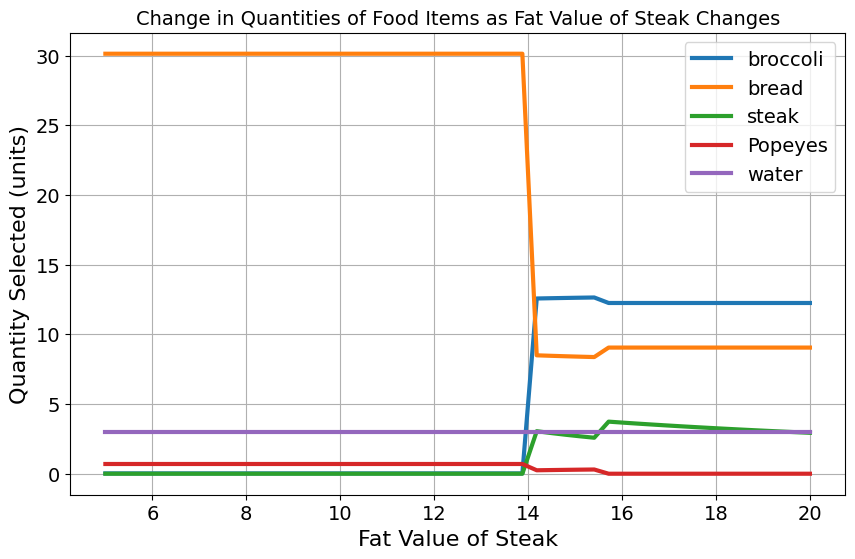 Change in Quantities of Food Items as Fat Value of Steak Changes
Quantity Selected (units)
30
25
20
15
10
5
0
broccoli
bread
steak
Popeyes
water
6 8 10 12 14 16 18 20
Fat Value of Steak